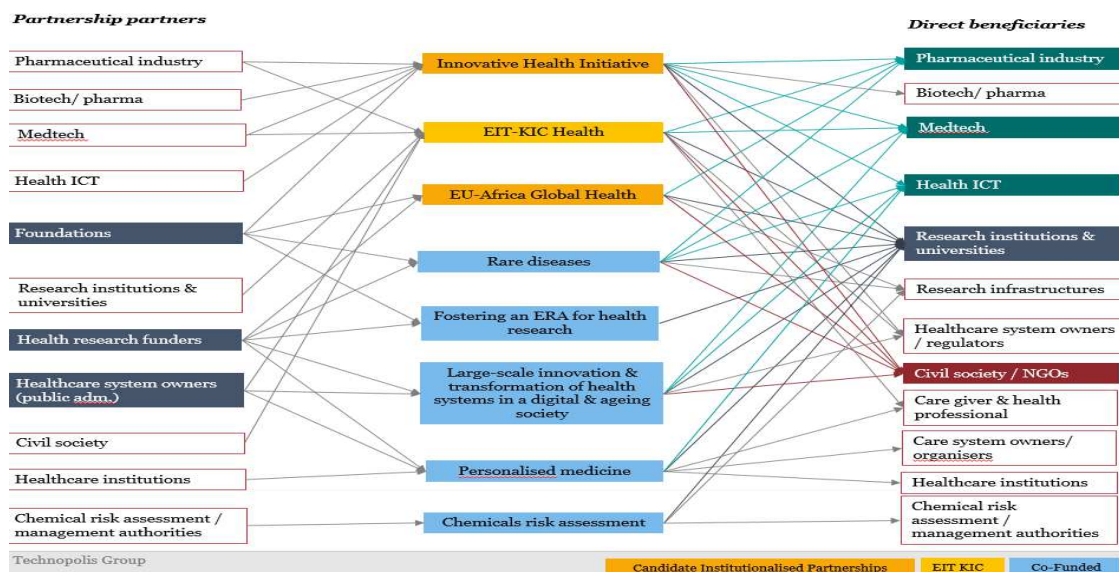 Partnership partners
Direct beneficiaries
Pharmaceutical industry
Biotech/ pharma
Medtech
Health ICT
Foundations
Research institutions &
universities
Health research funders
Healthcare system owners
(public adm.)
Civil society
Healthcare institutions
Chemical risk assessment /
management authorities
Innovative Health Initiative
EIT-KIC Health
EU-Africa Global Health
Rare diseases
Fostering an ERA for health
research
Large-scale innovation &
transformation of health
systems in a digital & ageing
society
Personalised medicine
Chemicals risk assessment
Pharmaceutical industry
Biotech/ pharma
Medtech
Health ICT
Research institutions &
universities
Research infrastructures
Healthcare system owners
/ regulators
Civil society / NGOs
Care giver & health
professional
Care system owners/
organisers
Healthcare institutions
Chemical risk
assessment /
management authorities
Technopolis Group
Candidate Institutionalised Partnerships
EIT KIC
Co-Funded